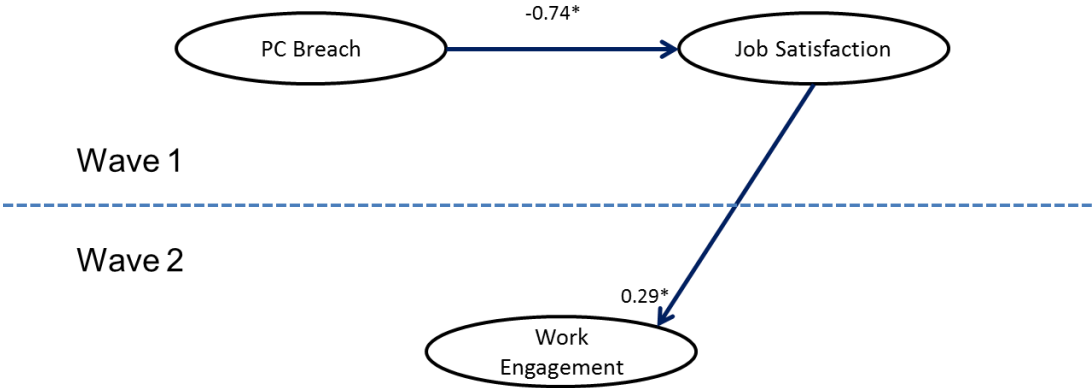 -0.74*
PC Breach
Job Satisfaction
Wave 1
Wave 2
0.29*
Work
Engagement